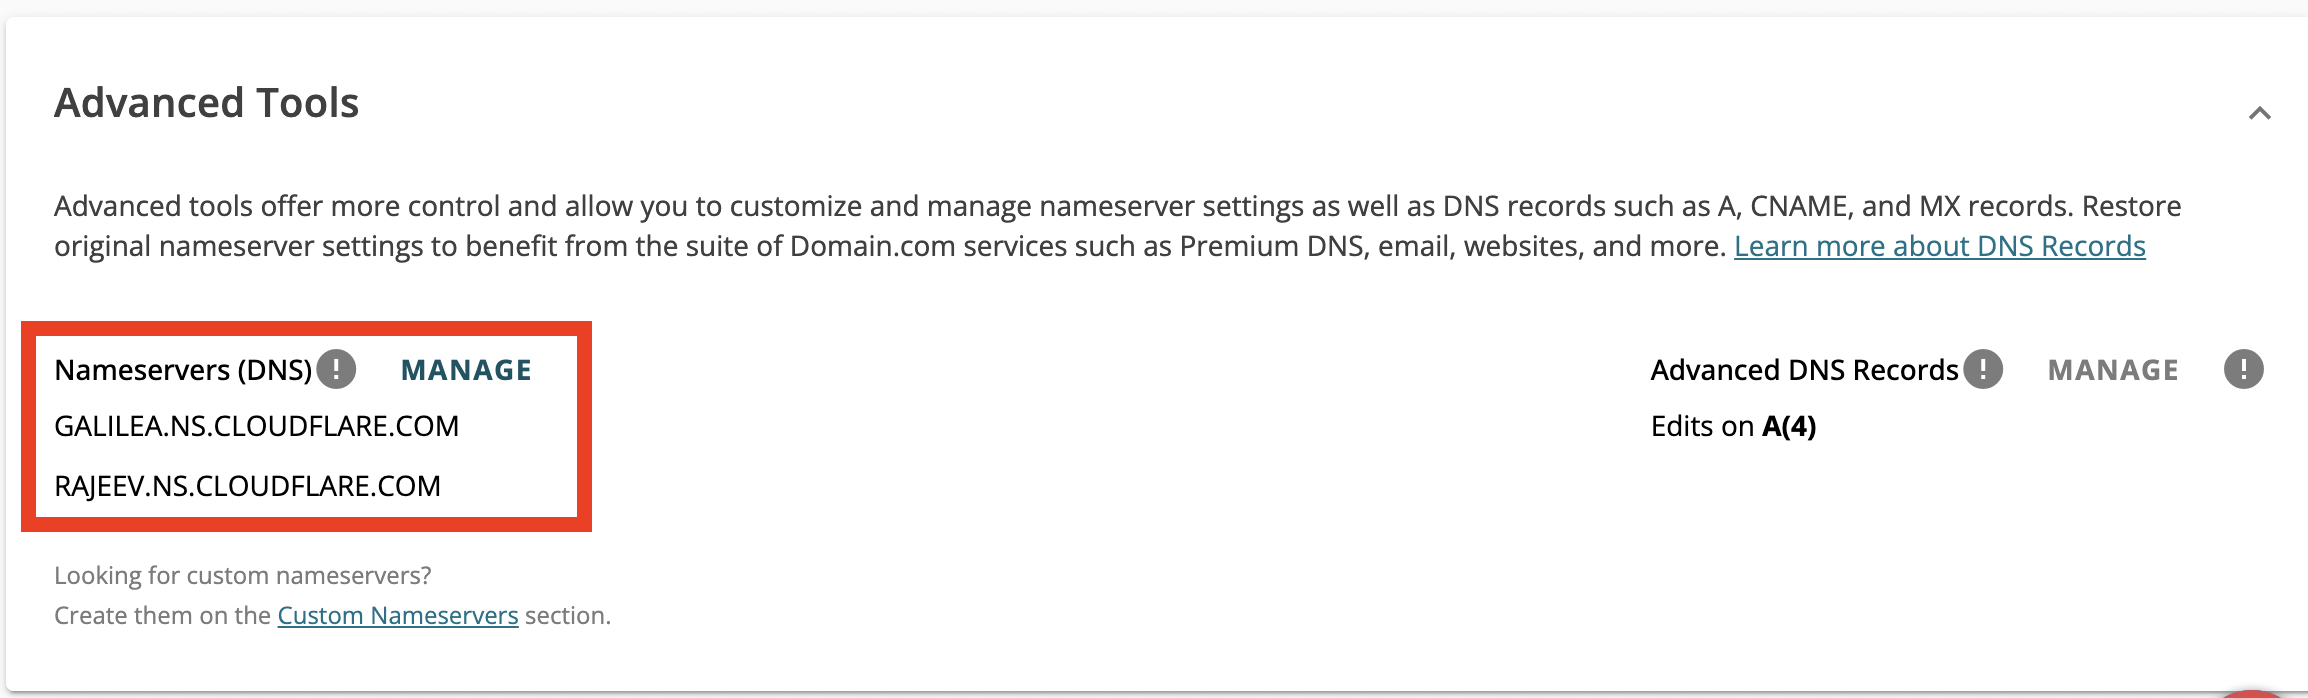 Advanced Tools
Advanced tools offer more control and allow you to customize and manage nameserver settings as well as DNS records such as A, CNAME, and MX records. Restore
original nameserver settings to benefit from the suite of Domain.com services such as Premium DNS, email, websites, and more. Learn more about DNS Records
Nameservers (DNS) ! MANAGE
GALILEA.NS.CLOUDFLARE.COM
RAJEEV.NS.CLOUDFLARE.COM
Looking for custom nameservers?
Create them on the Custom Nameservers section.
Advanced DNS Records ! MANAGE !
Edits on A(4)